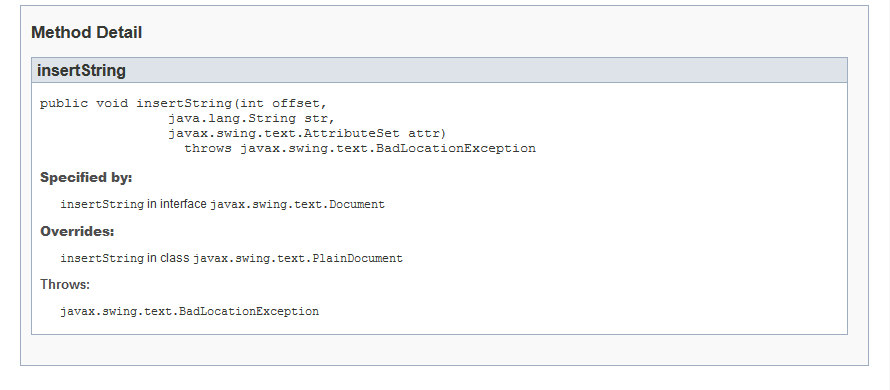 Method Detail
insertString
public void insertString(int offset,
java.lang.String str,
javax.swing.text.AttributeSet attr)
throws javax.swing.text.BadLocationException
Specified by:
insertString in interface javax.swing.text.Document
Overrides:
insertString in class javax.swing.text.PlainDocument
Throws:
javax.swing.text.BadLocationException